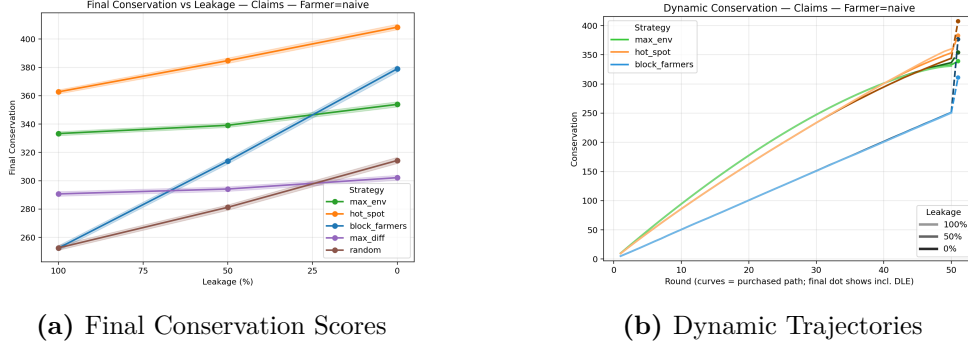 Final Conservation vs Leakage — Claims — Farmer=naive
Final Conservation
400
380
360
340
320
300
280
260
100
75
50
25
0
Leakage (%)
Strategy
max_env
hot_spot
block_farmers
max_diff
random
(a) Final Conservation Scores
Dynamic Conservation — Claims — Farmer=naive
Conservation
400
350
300
250
200
150
100
50
0
0
10
20
30
40
50
Round (curves = purchased path; final dot shows incl. DLE)
Strategy
max_env
hot_spot
block_farmers
Leakage
100%
50%
0%
(b) Dynamic Trajectories